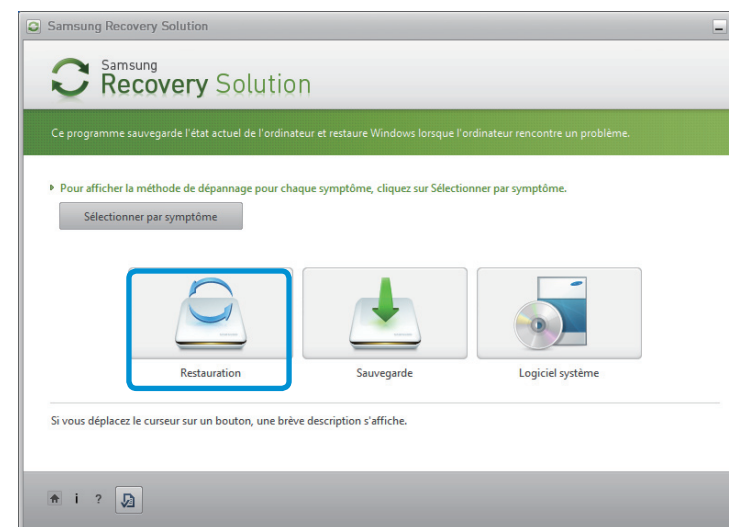 Samsung Recovery Solution
Samsung
Recovery Solution
Ce programme sauvegarde l'état actuel de l'ordinateur et restaure Windows lorsque l'ordinateur rencontre un problème.
Pour afficher la méthode de dépannage pour chaque symptôme, cliquez sur Sélectionner par symptôme.
Sélectionner par symptôme
Restauration
Sauvegarde
Logiciel système
Si vous déplacez le curseur sur un bouton, une brève description s'affiche.
i ?